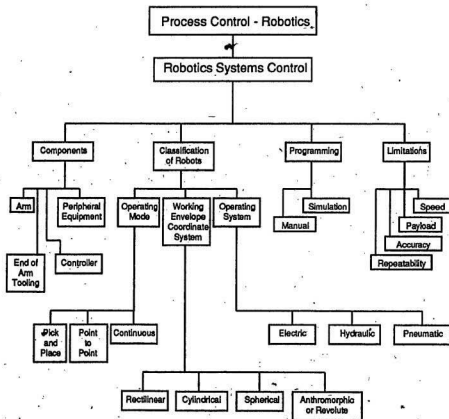 Process Control - Robotics
Robotics Systems Control
Components
Classification
of Robots
Programming
Limitations
Arm
Peripheral
Equipment
Operating
Mode
Working
Envelope
Coordinate
System
Operating
System
Simulation
Manual
Speed
Payload
Accuracy
Repeatability
End of
Arm
Tooling
Controller
Pick
and
Place
Point
to
Point
Continuous
Electric
Hydraulic
Pneumatic
Rectilinear
Cylindrical
Spherical
Anthromorphic
or Revolute